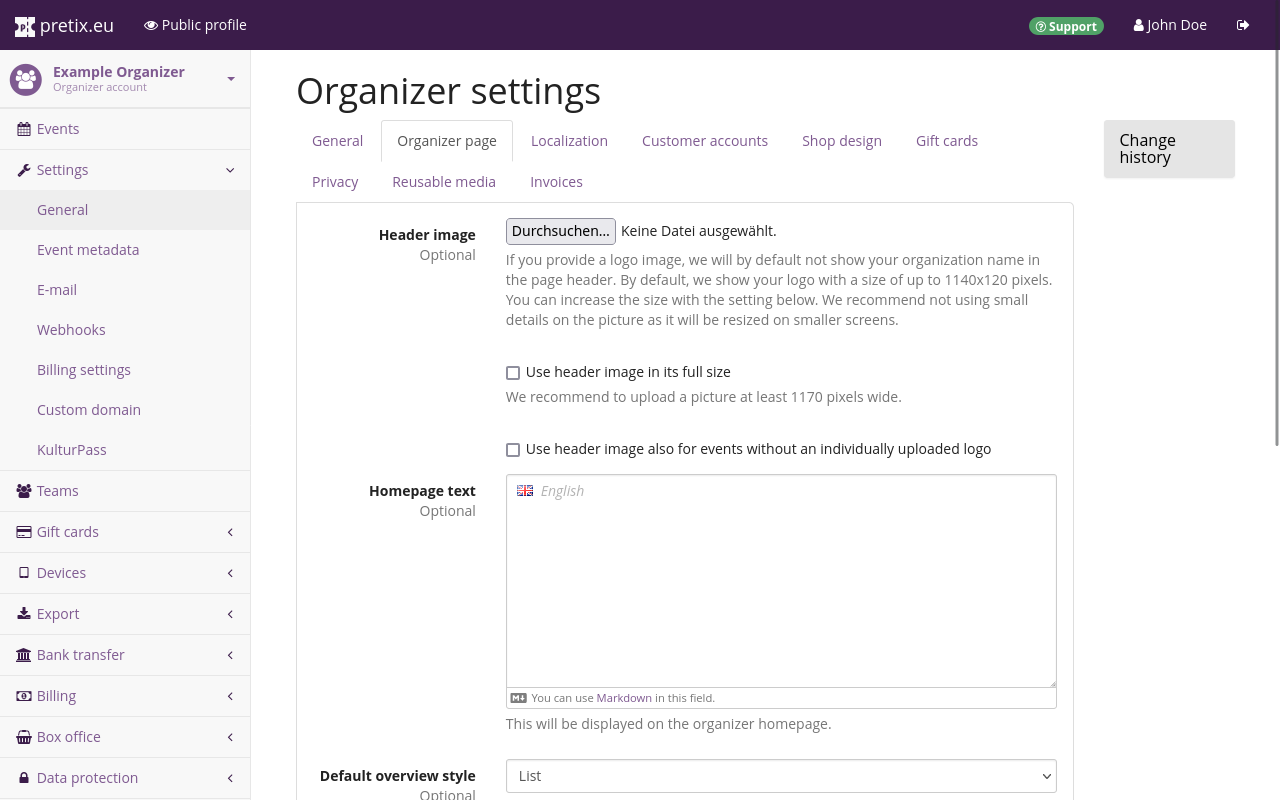 pretix.eu
Public profile
Support
John Doe
Example Organizer
Organizer account
Events
Settings
General
Event metadata
E-mail
Webhooks
Billing settings
Custom domain
KulturPass
Teams
Gift cards
Devices
Export
Bank transfer
Billing
Box office
Data protection
Organizer settings
General
Organizer page
Localization
Customer accounts
Shop design
Gift cards
Privacy
Reusable media
Invoices
Change
history
Header image
Optional
Durchsuchen... Keine Datei ausgewählt.
If you provide a logo image, we will by default not show your organization name in
the page header. By default, we show your logo with a size of up to 1140x120 pixels.
You can increase the size with the setting below. We recommend not using small
details on the picture as it will be resized on smaller screens.
Use header image in its full size
We recommend to upload a picture at least 1170 pixels wide.
Use header image also for events without an individually uploaded logo
Homepage text
Optional
English
You can use Markdown in this field.
This will be displayed on the organizer homepage.
Default overview style
Optional
List